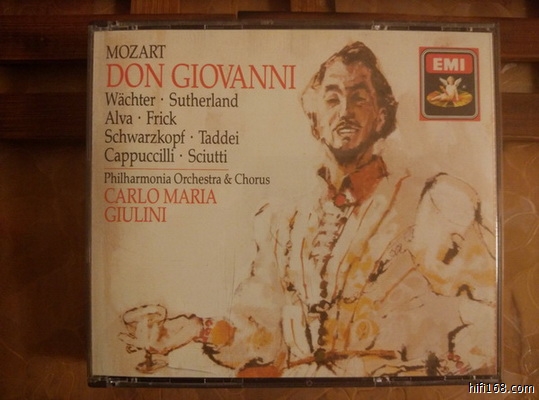 MOZART
DON GIOVANNI
Wächter · Sutherland
Alva · Frick
Schwarzkopf · Taddei
Cappuccilli · Sciutti
Philharmonia Orchestra & Chorus
CARLO MARIA
GIULINI
EMI
hifi168.com